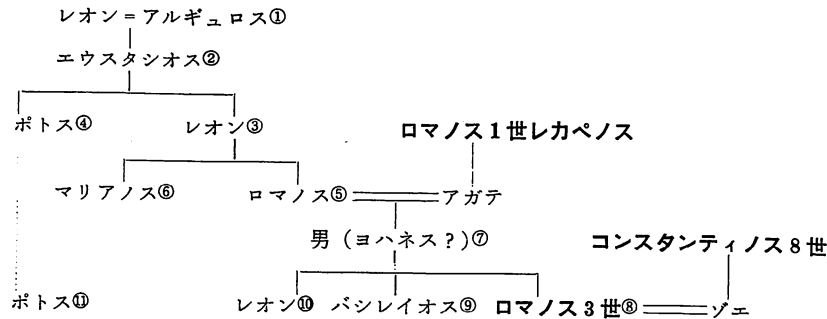 レオン=アルギュロス①
エウスタシオス②
ポトス④ レオン③ ロマノス1世レカペノス
マリアノス⑥ ロマノス⑤ アガテ
男(ヨハネス?)⑦ コンスタンティノス8世
ポトス⑪ レオン⑩ バシレイオス⑨ ロマノス3世⑧ ゾエ